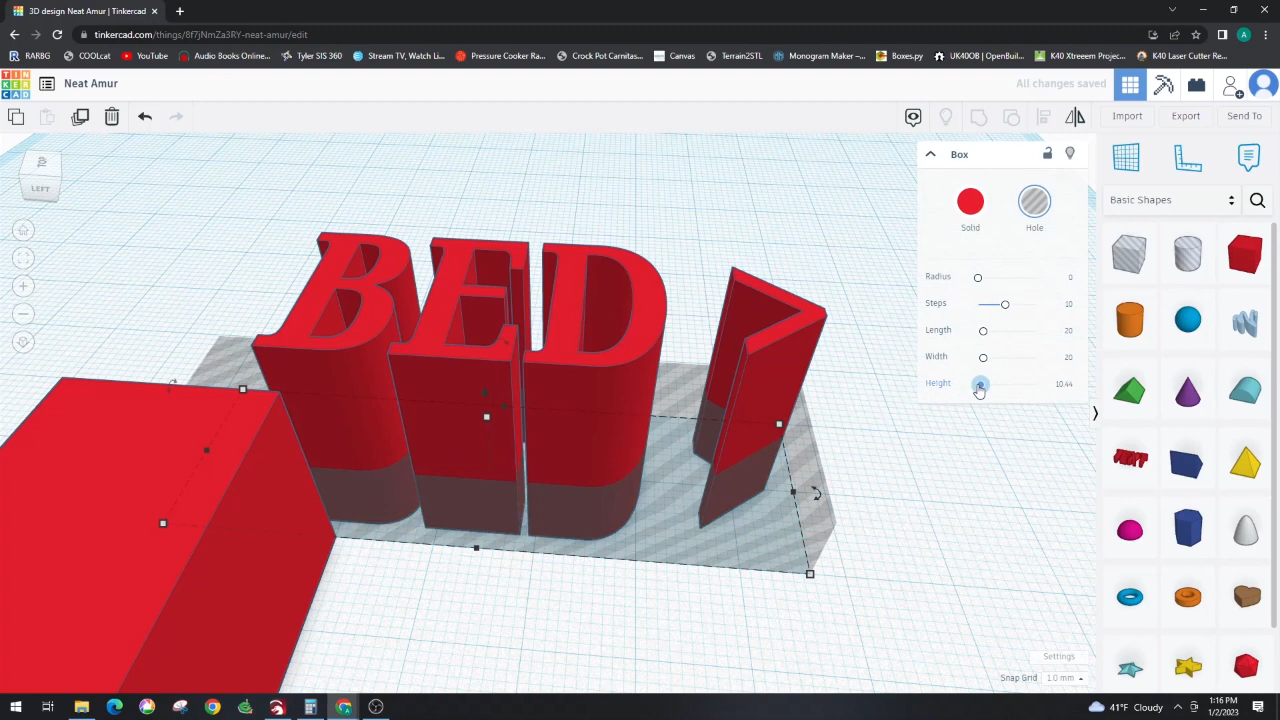 3D design Neat Amur | Tinkercad
tinkercad.com/things/8f7jNmZa3RY-neat-amur/edit
RARBG
COOLcat
YouTube
Audio Books Online...
Tyler SIS 360
Stream TV, Watch Li...
Pressure Cooker Ra...
Crock Pot Carnitas...
Canvas
Terrain2STL
Monogram Maker –...
Boxes.py
UK40OB | OpenBuil...
K40 Xtreeem Projec...
K40 Laser Cutter Re...
TIN
KER
CAD
Neat Amur
All changes saved
Import
Export
Send To
Box
LEFT
Solid
Hole
Basic Shapes
BED
Radius 0
Steps 10
Length 20
Width 20
Height 10.44
Settings
Snap Grid 1.0 mm
41°F Cloudy
1:16 PM
1/2/2023